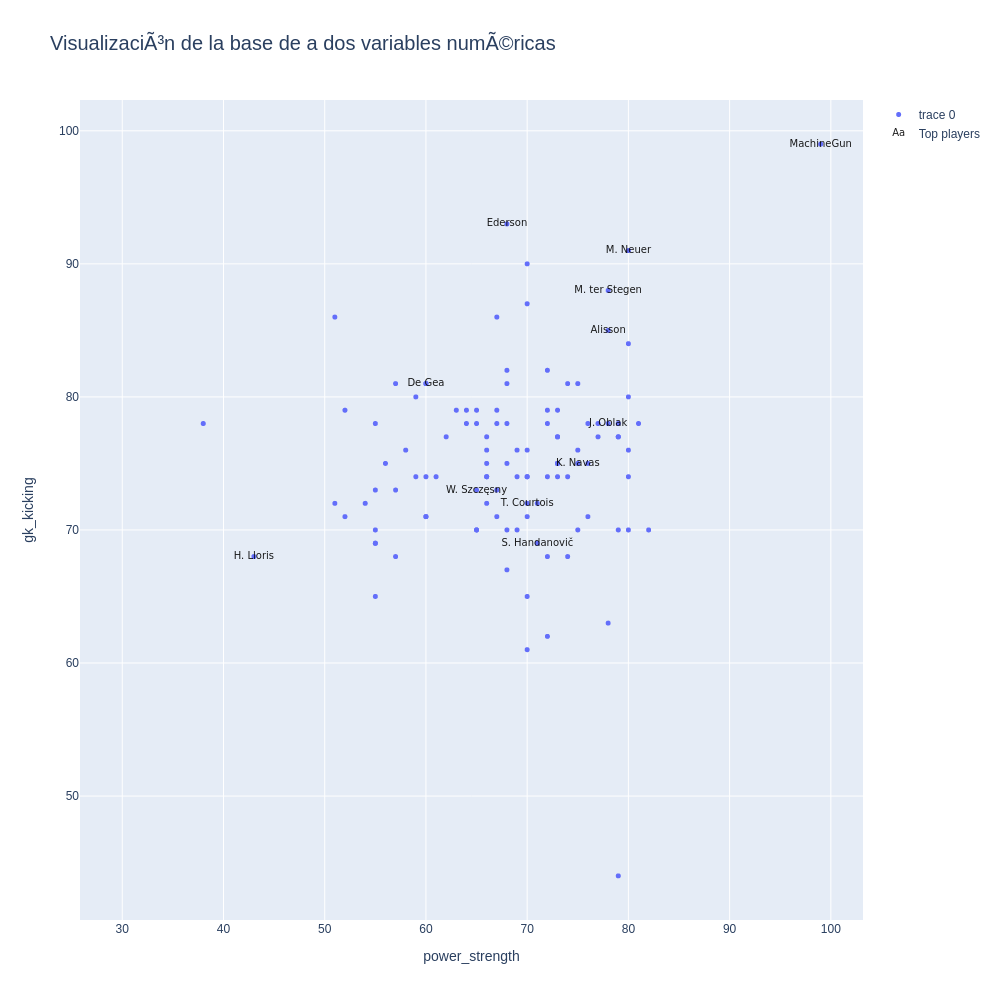 VisualizaciÃ³n de la base de a dos variables numÃ©ricas
trace 0
Aa Top players
100
90
80
70
60
50
gk_kicking
MachineGun
Ederson
M. Neuer
M. ter Stegen
Alisson
De Gea
J. Oblak
K. Navas
W. Szczęsny
T. Courtois
S. Handanovič
H. Lloris
30 40 50 60 70 80 90 100
power_strength